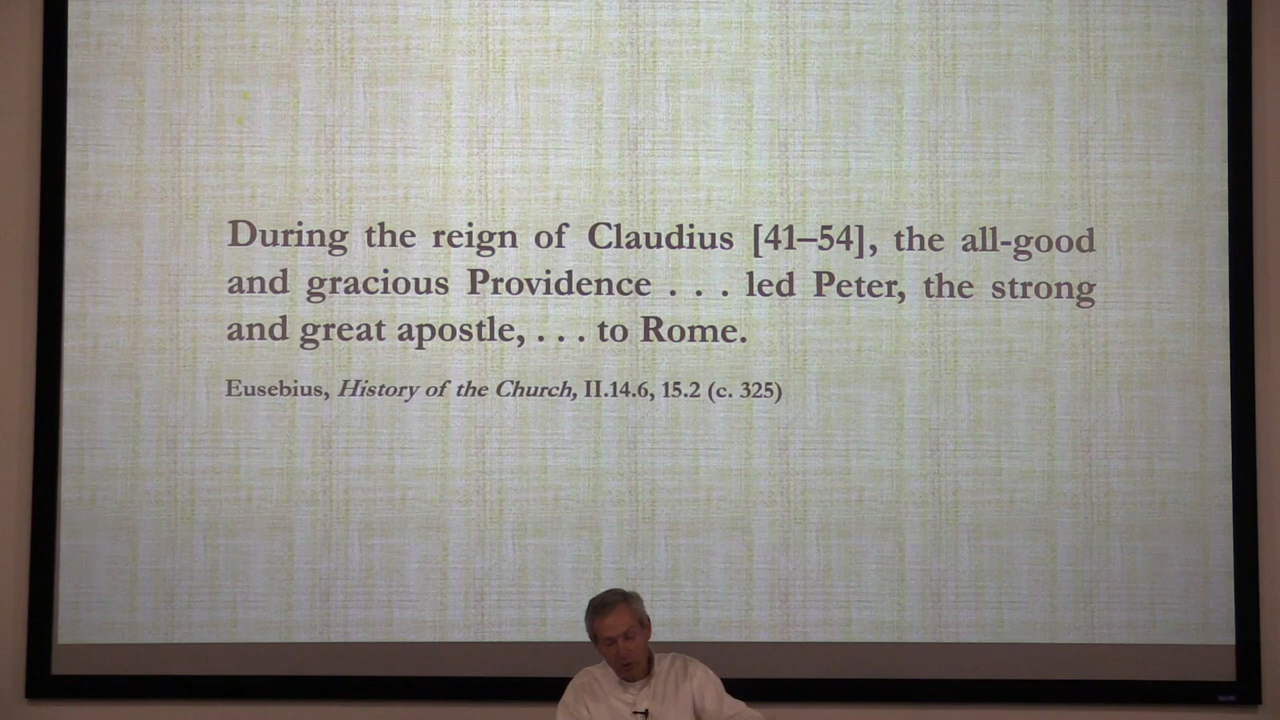 During the reign of Claudius [41–54], the all-good
and gracious Providence . . . led Peter, the strong
and great apostle, . . . to Rome.
Eusebius, History of the Church, II.14.6, 15.2 (c. 325)